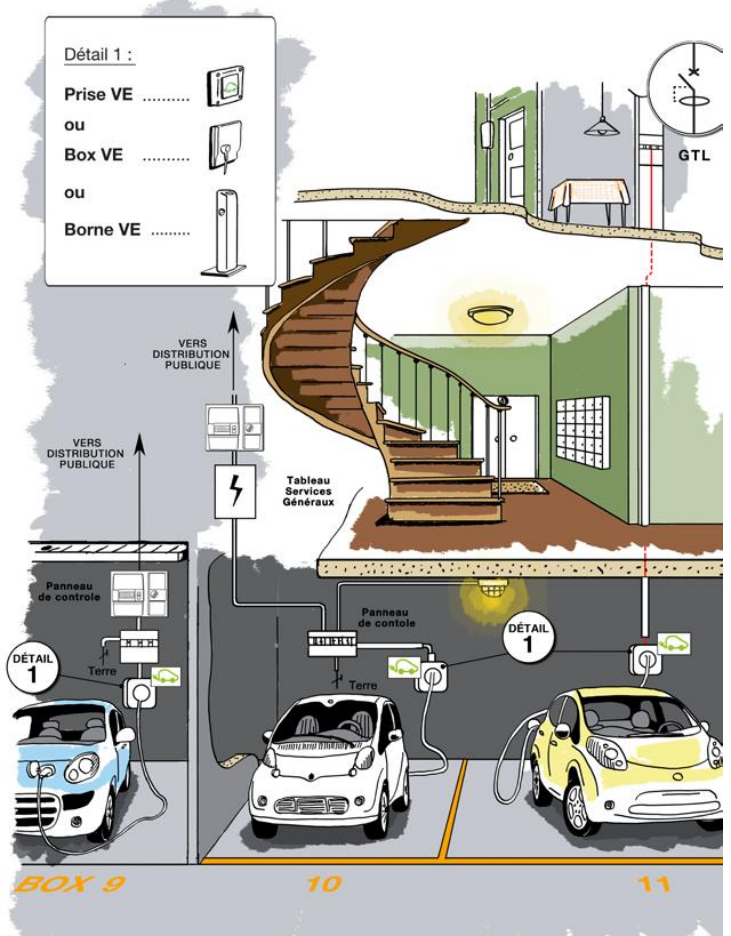 Détail 1 :
Prise VE ..........
ou
Box VE ..........
ou
Borne VE .........
GTL
VERS
DISTRIBUTION
PUBLIQUE
VERS
DISTRIBUTION
PUBLIQUE
Tableau
Services
Généraux
Panneau
de controle
Terre
DÉTAIL
1
Panneau
de contole
Terre
DÉTAIL
1
BOX 9
10
11